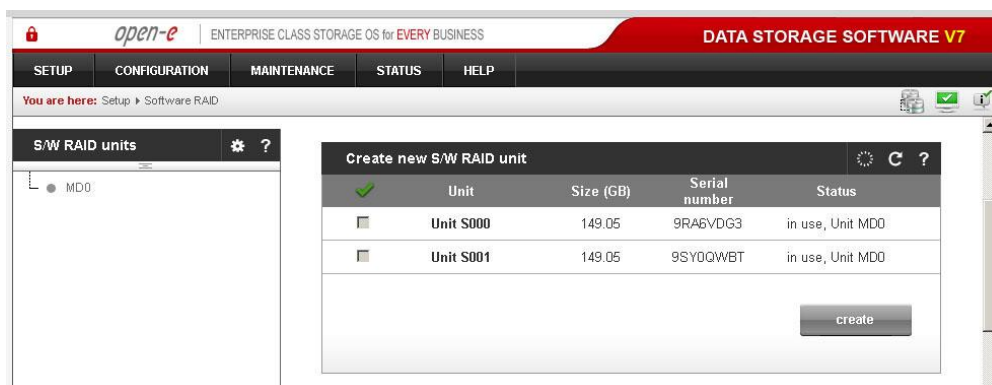 open-e ENTERPRISE CLASS STORAGE OS for EVERY BUSINESS DATA STORAGE SOFTWARE V7
SETUP CONFIGURATION MAINTENANCE STATUS HELP
You are here: Setup ▸ Software RAID
S/W RAID units ?
MD0
Create new S/W RAID unit ?
Unit Size (GB) Serial number Status
Unit S000 149.05 9RA6VDG3 in use, Unit MD0
Unit S001 149.05 9SY0QWBT in use, Unit MD0
create